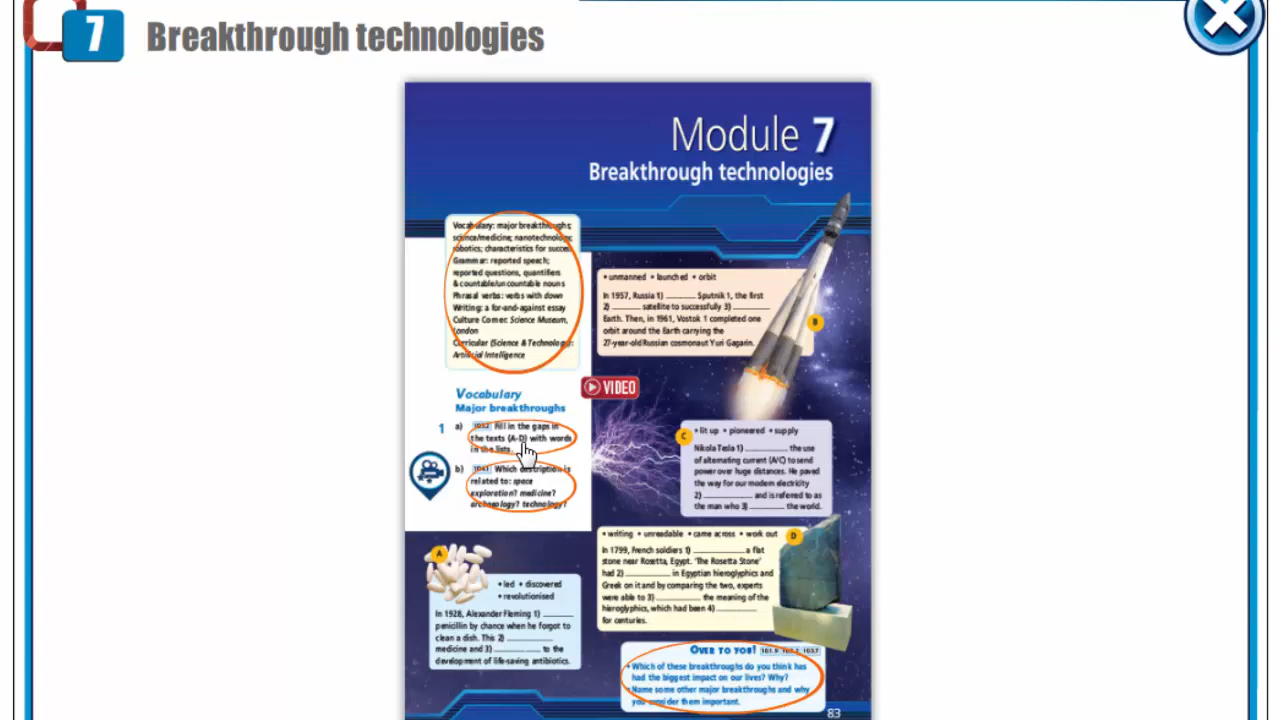 7 Breakthrough technologies
Module 7
Breakthrough technologies
Vocabulary: major breakthroughs;
science/medicine; nanotechnology;
robotics; characteristics for success
Grammar: reported speech;
reported questions, quantifiers
& countable/uncountable nouns
Phrasal verbs: verbs with down
Writing: a for-and-against essay
Culture Corner: Science Museum,
London
Curricular (Science & Technology):
Artificial Intelligence
Vocabulary
Major breakthroughs
1 a) Fill in the gaps in
the texts (A-D) with words
in the lists.
b) Which description is
related to: space
exploration? medicine?
archaeology? technology?
A
• led • discovered
• revolutionised
In 1928, Alexander Fleming 1) ________
penicillin by chance when he forgot to
clean a dish. This 2) ________
medicine and 3) ________ to the
development of life-saving antibiotics.
• unmanned • launched • orbit
In 1957, Russia 1) ________ Sputnik 1, the first
2) ________ satellite to successfully 3) ________
Earth. Then, in 1961, Vostok 1 completed one
orbit around the Earth carrying the
27-year-old Russian cosmonaut Yuri Gagarin.
B
VIDEO
C
• lit up • pioneered • supply
Nikola Tesla 1) ________ the use
of alternating current (A/C) to send
power over huge distances. He paved
the way for our modern electricity
2) ________ and is referred to as
the man who 3) ________ the world.
• writing • unreadable • came across • work out
D
In 1799, French soldiers 1) ________ a flat
stone near Rosetta, Egypt. 'The Rosetta Stone'
had 2) ________ in Egyptian hieroglyphics and
Greek on it and by comparing the two, experts
were able to 3) ________ the meaning of the
hieroglyphics, which had been 4) ________
for centuries.
OVER TO YOU!
• Which of these breakthroughs do you think has
had the biggest impact on our lives? Why?
• Name some other major breakthroughs and why
you consider them important.
83